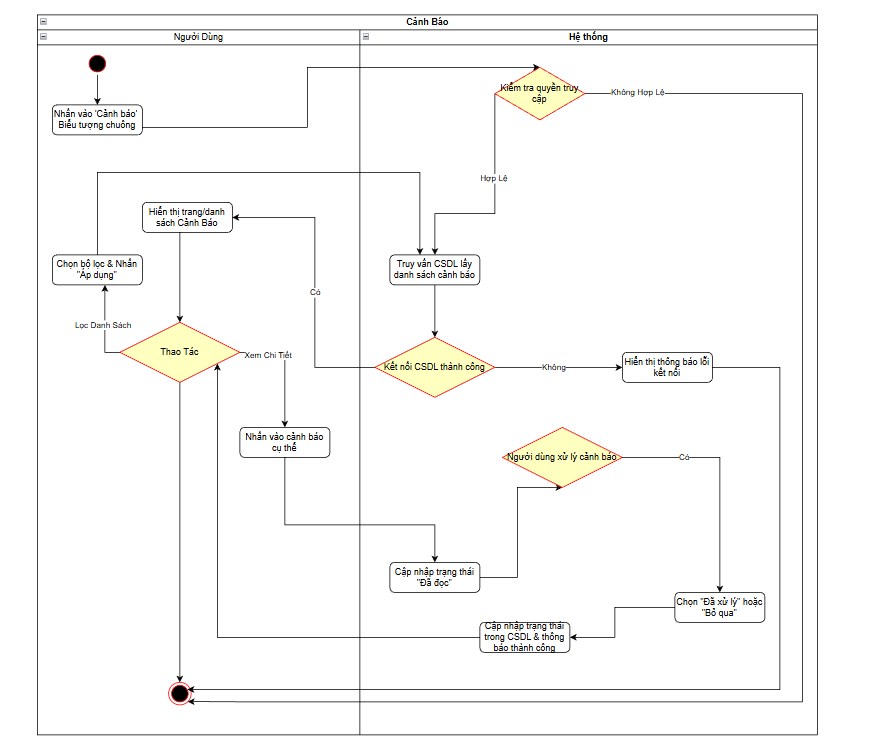 Cảnh Báo
Người Dùng
Hệ thống
Nhấn vào 'Cảnh báo'
Biểu tượng chuông
Kiểm tra quyền truy
cập
Không Hợp Lệ
Hợp Lệ
Hiển thị trang/danh
sách Cảnh Báo
Chọn bộ lọc & Nhấn
"Áp dụng"
Truy vấn CSDL lấy
danh sách cảnh báo
Có
Lọc Danh Sách
Thao Tác
Xem Chi Tiết
Kết nối CSDL thành công
Không
Hiển thị thông báo lỗi
kết nối
Nhấn vào cảnh báo
cụ thể
Người dùng xử lý cảnh báo
Có
Cập nhập trạng thái
"Đã đọc"
Chọn "Đã xử lý" hoặc
"Bỏ qua"
Cập nhập trạng thái
trong CSDL & thông
báo thành công